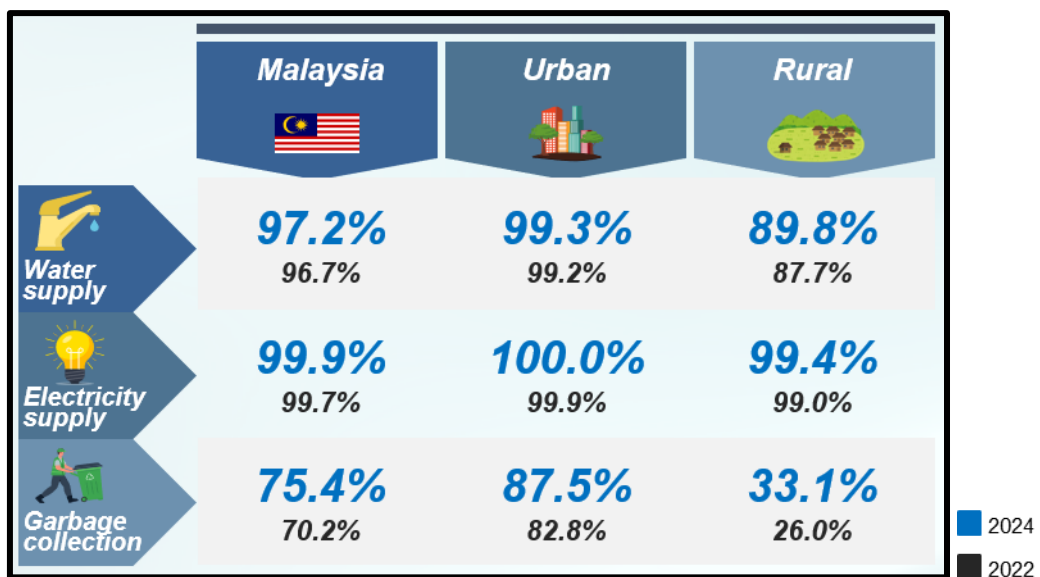 Malaysia Urban Rural
Water
supply
97.2% 99.3% 89.8%
96.7% 99.2% 87.7%
Electricity
supply
99.9% 100.0% 99.4%
99.7% 99.9% 99.0%
Garbage
collection
75.4% 87.5% 33.1%
70.2% 82.8% 26.0%
2024
2022